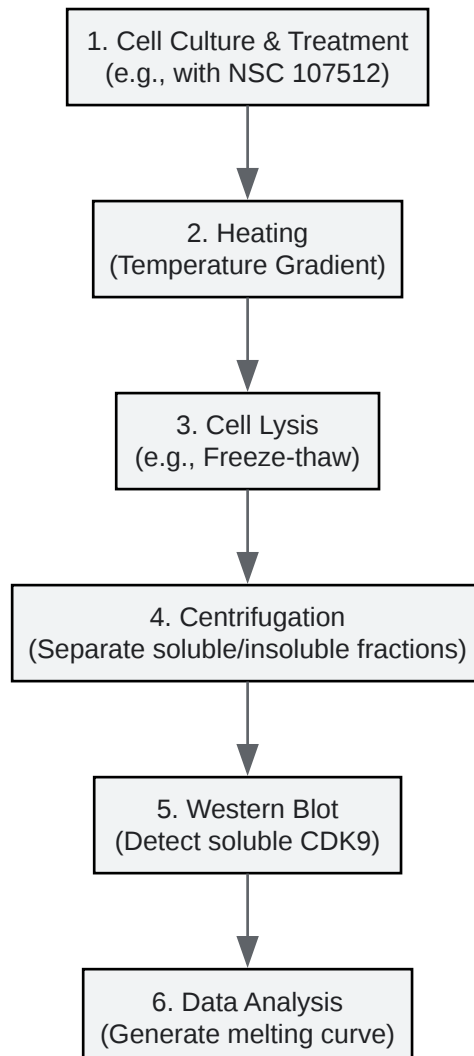 1. Cell Culture & Treatment
(e.g., with NSC 107512)
2. Heating
(Temperature Gradient)
3. Cell Lysis
(e.g., Freeze-thaw)
4. Centrifugation
(Separate soluble/insoluble fractions)
5. Western Blot
(Detect soluble CDK9)
6. Data Analysis
(Generate melting curve)